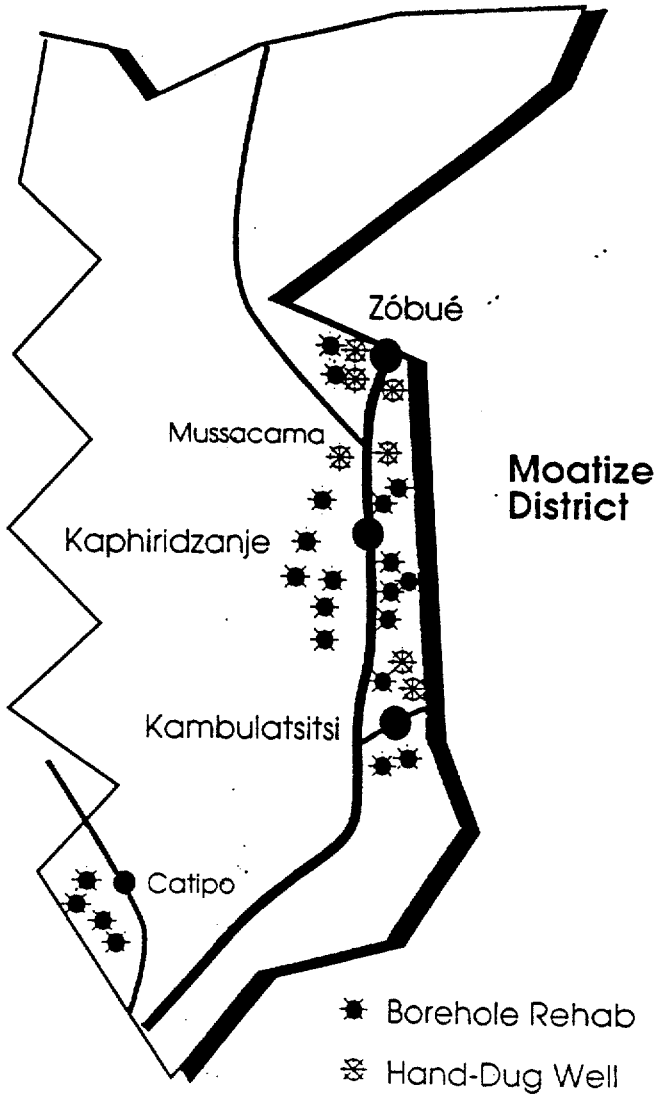 Zóbué
Mussacama
Moatize
District
Kaphiridzanje
Kambulatsitsi
Catipo
Borehole Rehab
Hand-Dug Well